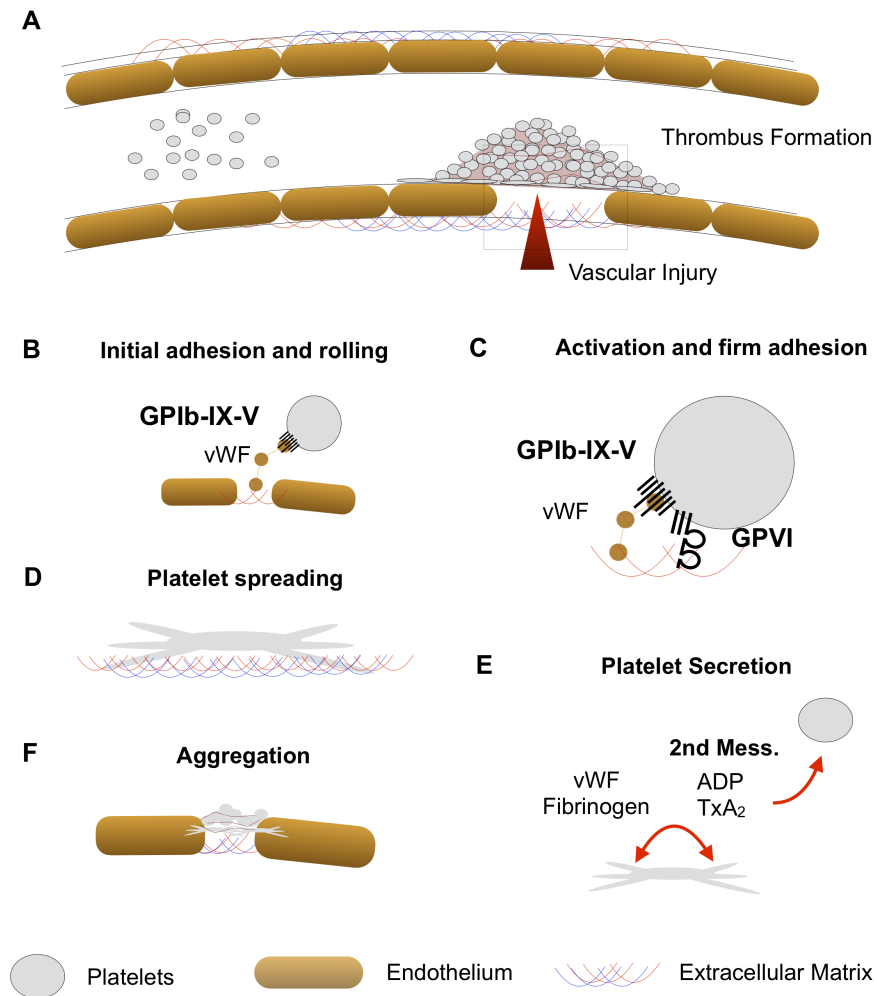 A
Thrombus Formation
Vascular Injury
B
Initial adhesion and rolling
GPIb-IX-V
vWF
C
Activation and firm adhesion
GPIb-IX-V
vWF
GPVI
D
Platelet spreading
E
Platelet Secretion
2nd Mess.
vWF
Fibrinogen
ADP
TxA₂
F
Aggregation
Platelets
Endothelium
Extracellular Matrix